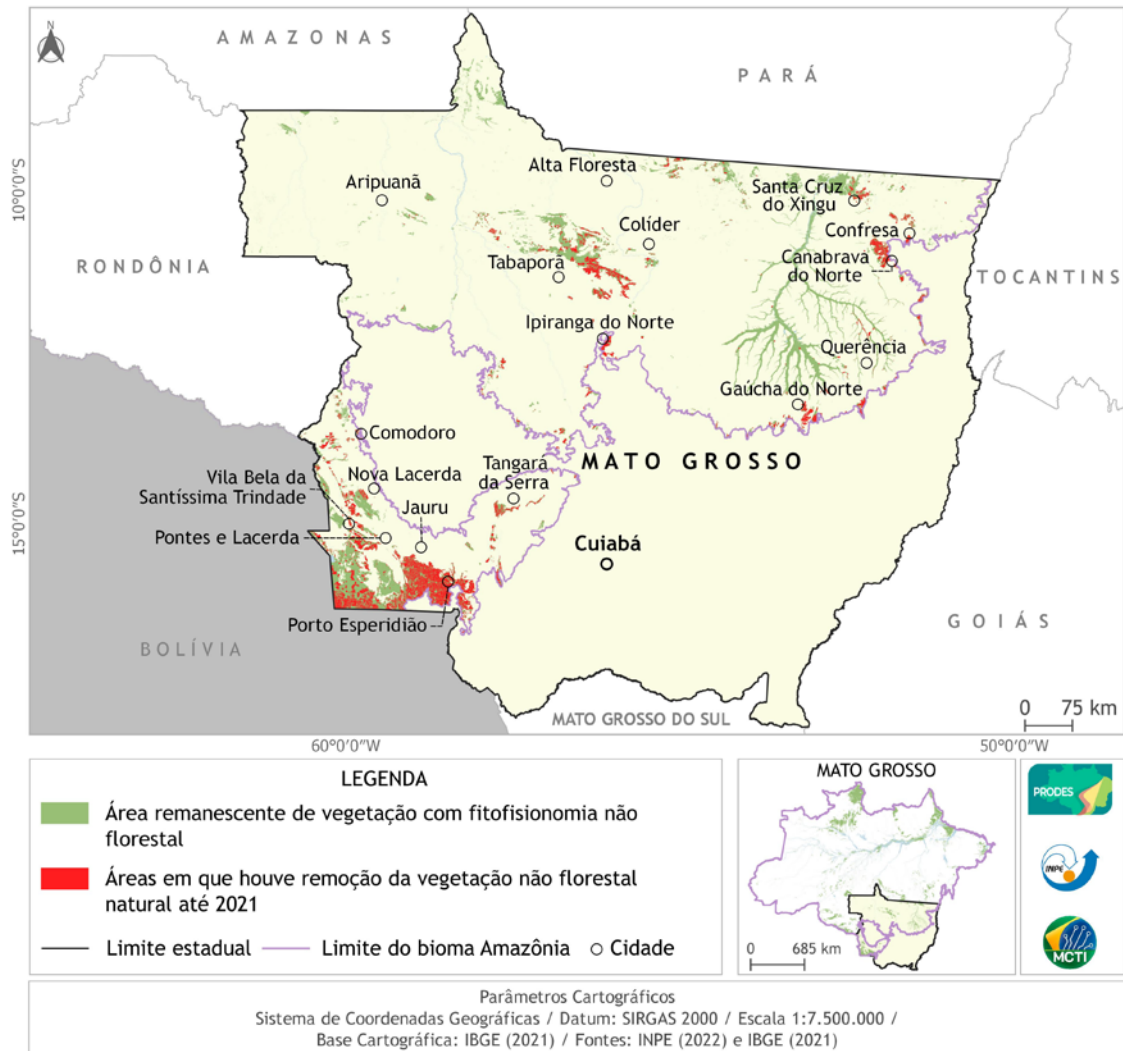 N
AMAZONAS
PARÁ
10°0'0"S
Alta Floresta
Aripuanã
Santa Cruz
do Xingu
Colíder
Confresa
RONDÔNIA
Tabaporã
Canabrava
do Norte
TOCANTINS
Ipiranga do Norte
Querência
Gaúcha do Norte
Comodoro
MATO GROSSO
Vila Bela da
Santíssima Trindade
Nova Lacerda
Tangará
da Serra
15°0'0"S
Jauru
Pontes e Lacerda
Cuiabá
Porto Esperidião
GOIÁS
BOLÍVIA
MATO GROSSO DO SUL
0 75 km
60°0'0"W
50°0'0"W
LEGENDA
Área remanescente de vegetação com fitofisionomia não
florestal
Áreas em que houve remoção da vegetação não florestal
natural até 2021
Limite estadual
Limite do bioma Amazônia
Cidade
MATO GROSSO
0 685 km
PRODES
INPE
MCTI
Parâmetros Cartográficos
Sistema de Coordenadas Geográficas / Datum: SIRGAS 2000 / Escala 1:7.500.000 /
Base Cartográfica: IBGE (2021) / Fontes: INPE (2022) e IBGE (2021)